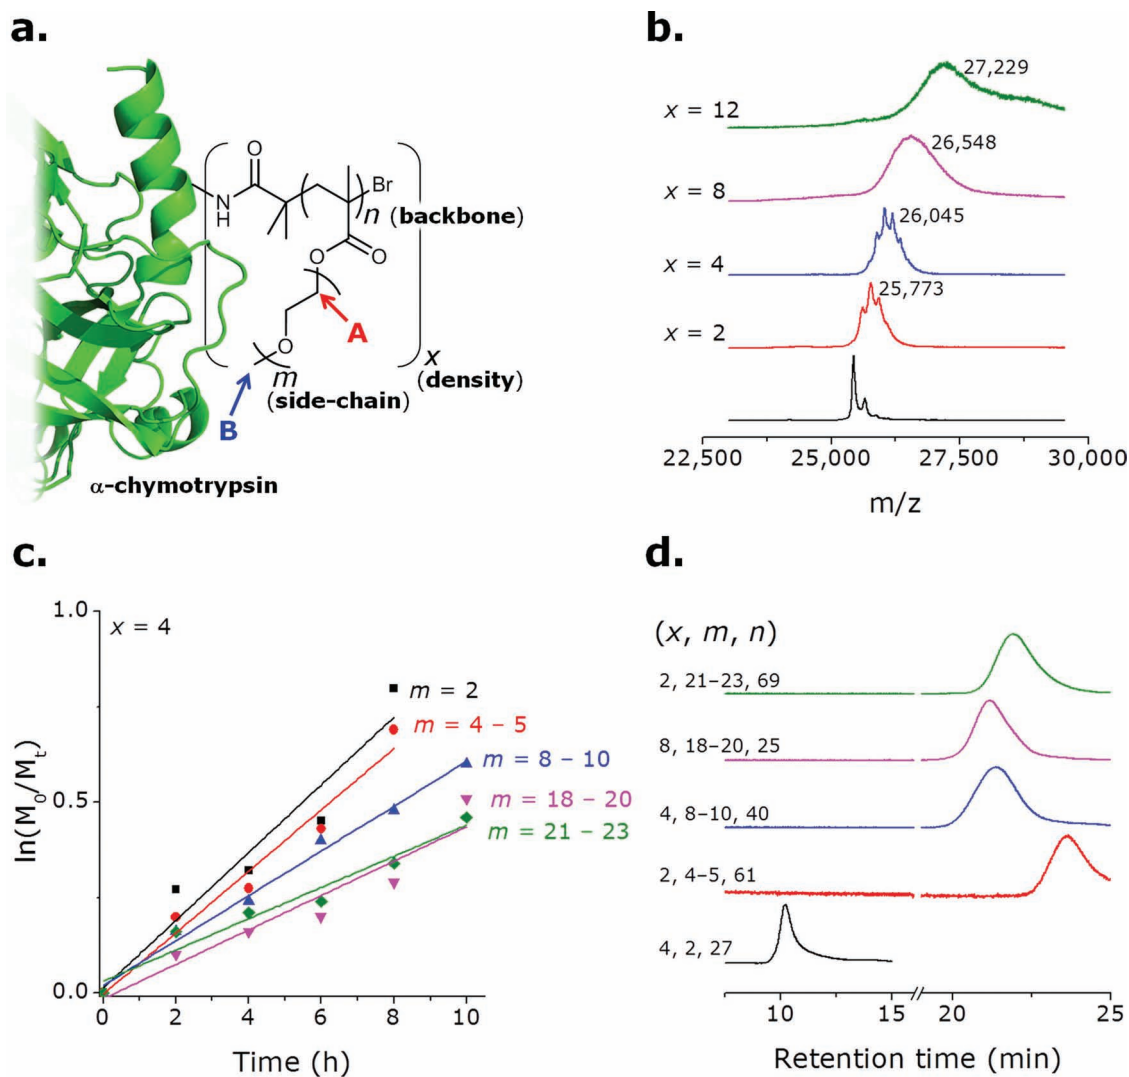 a.
O
N
H
Br
n (backbone)
O
O
A
O
m
(side-chain)
x
(density)
B
α-chymotrypsin
b.
27,229
x = 12
26,548
x = 8
26,045
x = 4
25,773
x = 2
22,500 25,000 27,500 30,000
m/z
c.
1.0
x = 4
m = 2
m = 4 – 5
m = 8 – 10
0.5
m = 18 – 20
m = 21 – 23
0.0
ln(M₀/Mₜ)
0 2 4 6 8 10
Time (h)
d.
(x, m, n)
2, 21–23, 69
8, 18–20, 25
4, 8–10, 40
2, 4–5, 61
4, 2, 27
10 15 20 25
Retention time (min)